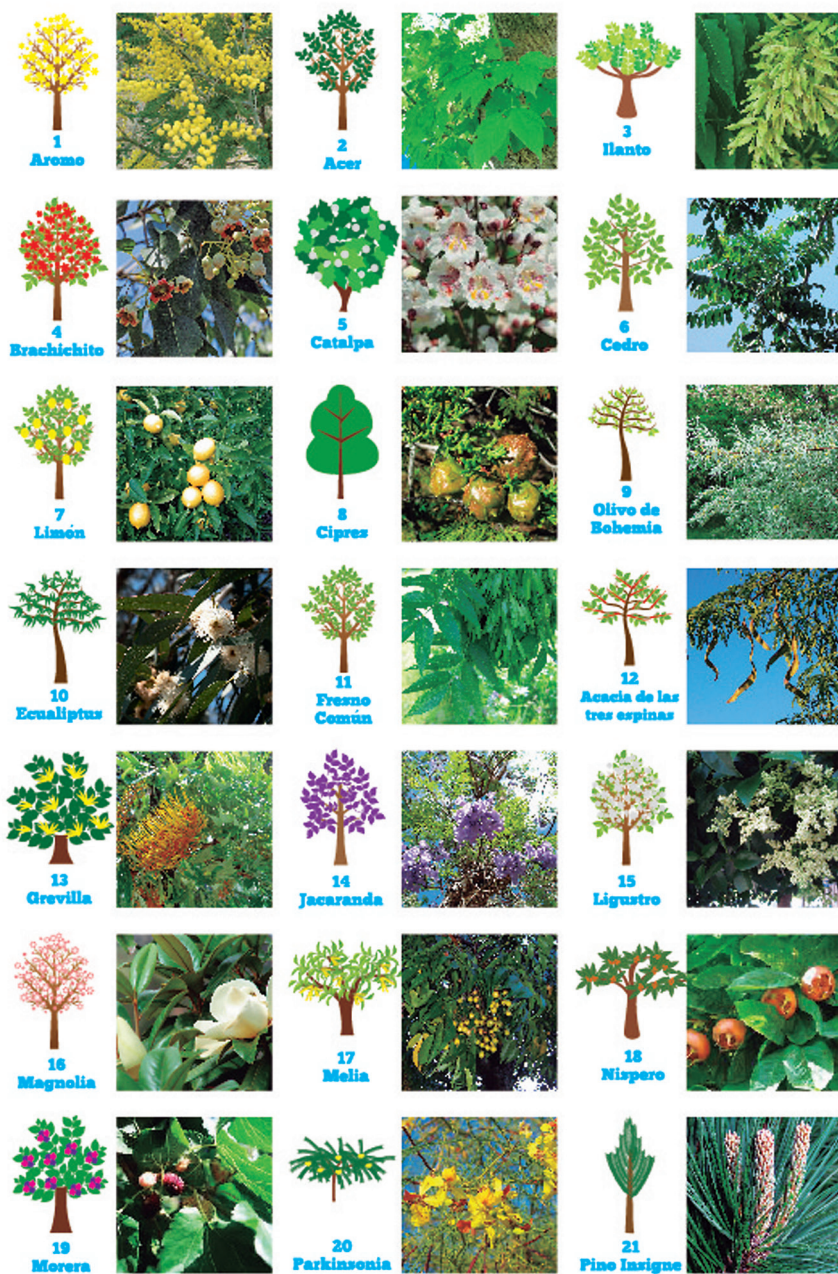 1
Aromo
2
Acer
3
Ilanto
4
Brachichito
5
Catalpa
6
Cedro
7
Limón
8
Cipres
9
Olivo de
Bohemia
10
Ecualiptus
11
Fresno
Común
12
Acacia de las
tres espinas
13
Grevilla
14
Jacaranda
15
Ligustro
16
Magnolia
17
Melia
18
Nispero
19
Morera
20
Parkinsonia
21
Pino Insigne